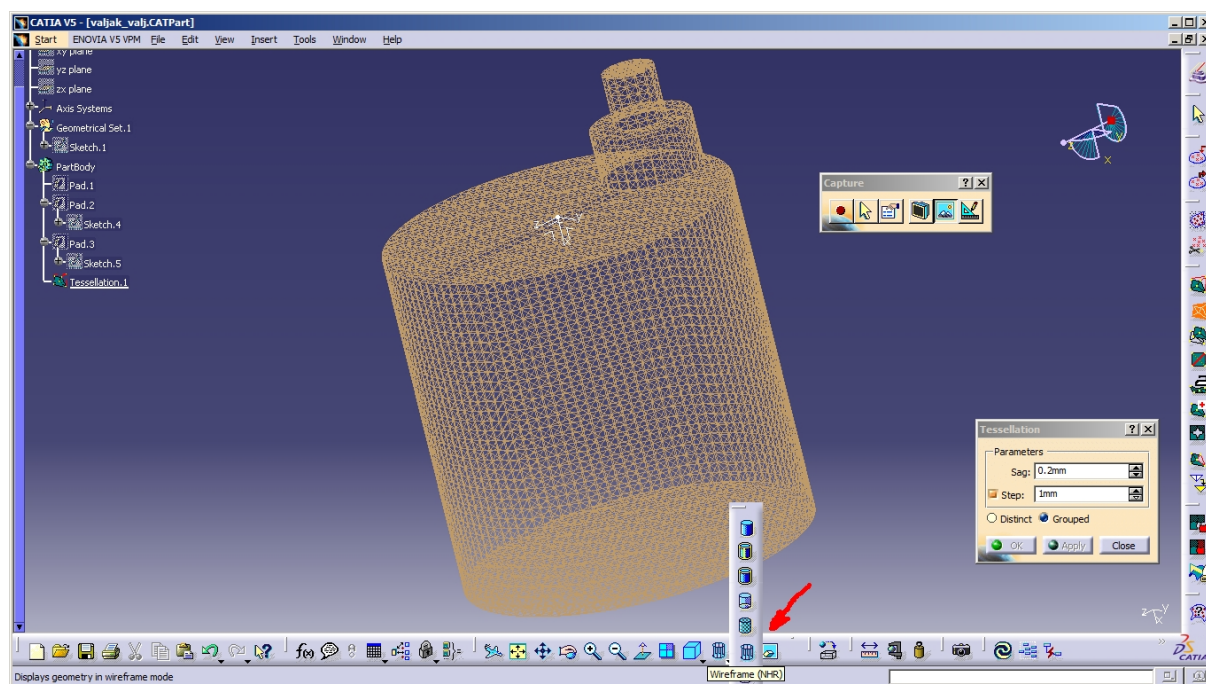 CATIA V5 - [valjak_valj.CATPart]
Start ENOVIA V5 VPM File Edit View Insert Tools Window Help
xy plane
yz plane
zx plane
Axis Systems
Geometrical Set.1
Sketch.1
PartBody
Pad.1
Pad.2
Sketch.4
Pad.3
Sketch.5
Tessellation.1
Capture
Tessellation
Parameters
Sag: 0.2mm
Step: 1mm
Distinct Grouped
OK Apply Close
z y x
f(x)
Wireframe (NHR)
CATIA
Displays geometry in wireframe mode